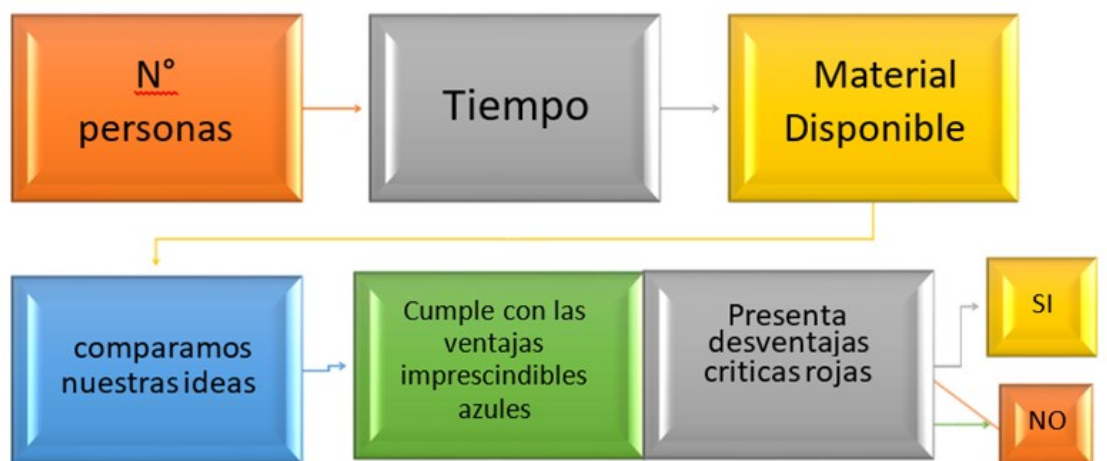 N°
personas
Tiempo
Material
Disponible
comparamos
nuestras ideas
Cumple con las
ventajas
imprescindibles
azules
Presenta
desventajas
criticas rojas
SI
NO